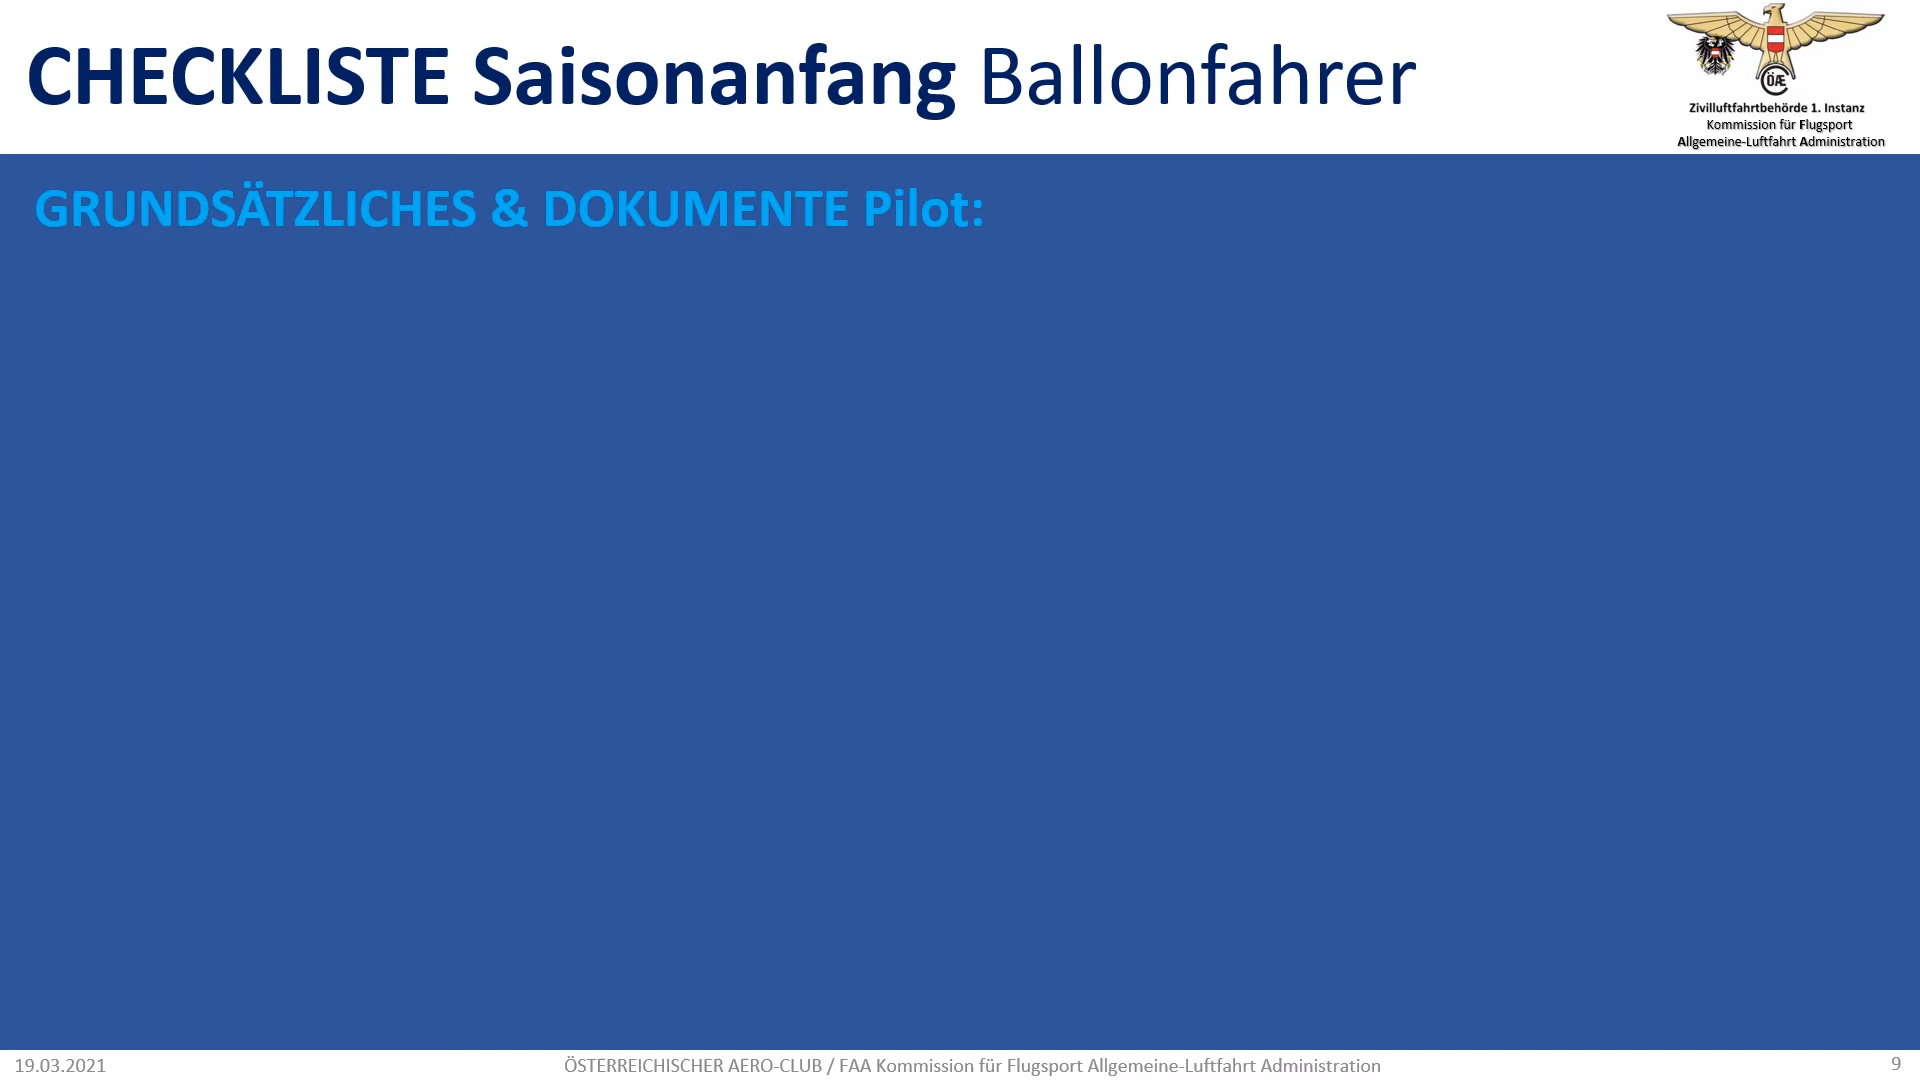 CHECKLISTE Saisonanfang Ballonfahrer
ÖÆ
Zivilluftfahrtbehörde 1. Instanz
Kommission für Flugsport
Allgemeine-Luftfahrt Administration
GRUNDSÄTZLICHES & DOKUMENTE Pilot:
19.03.2021
ÖSTERREICHISCHER AERO-CLUB / FAA Kommission für Flugsport Allgemeine-Luftfahrt Administration
9